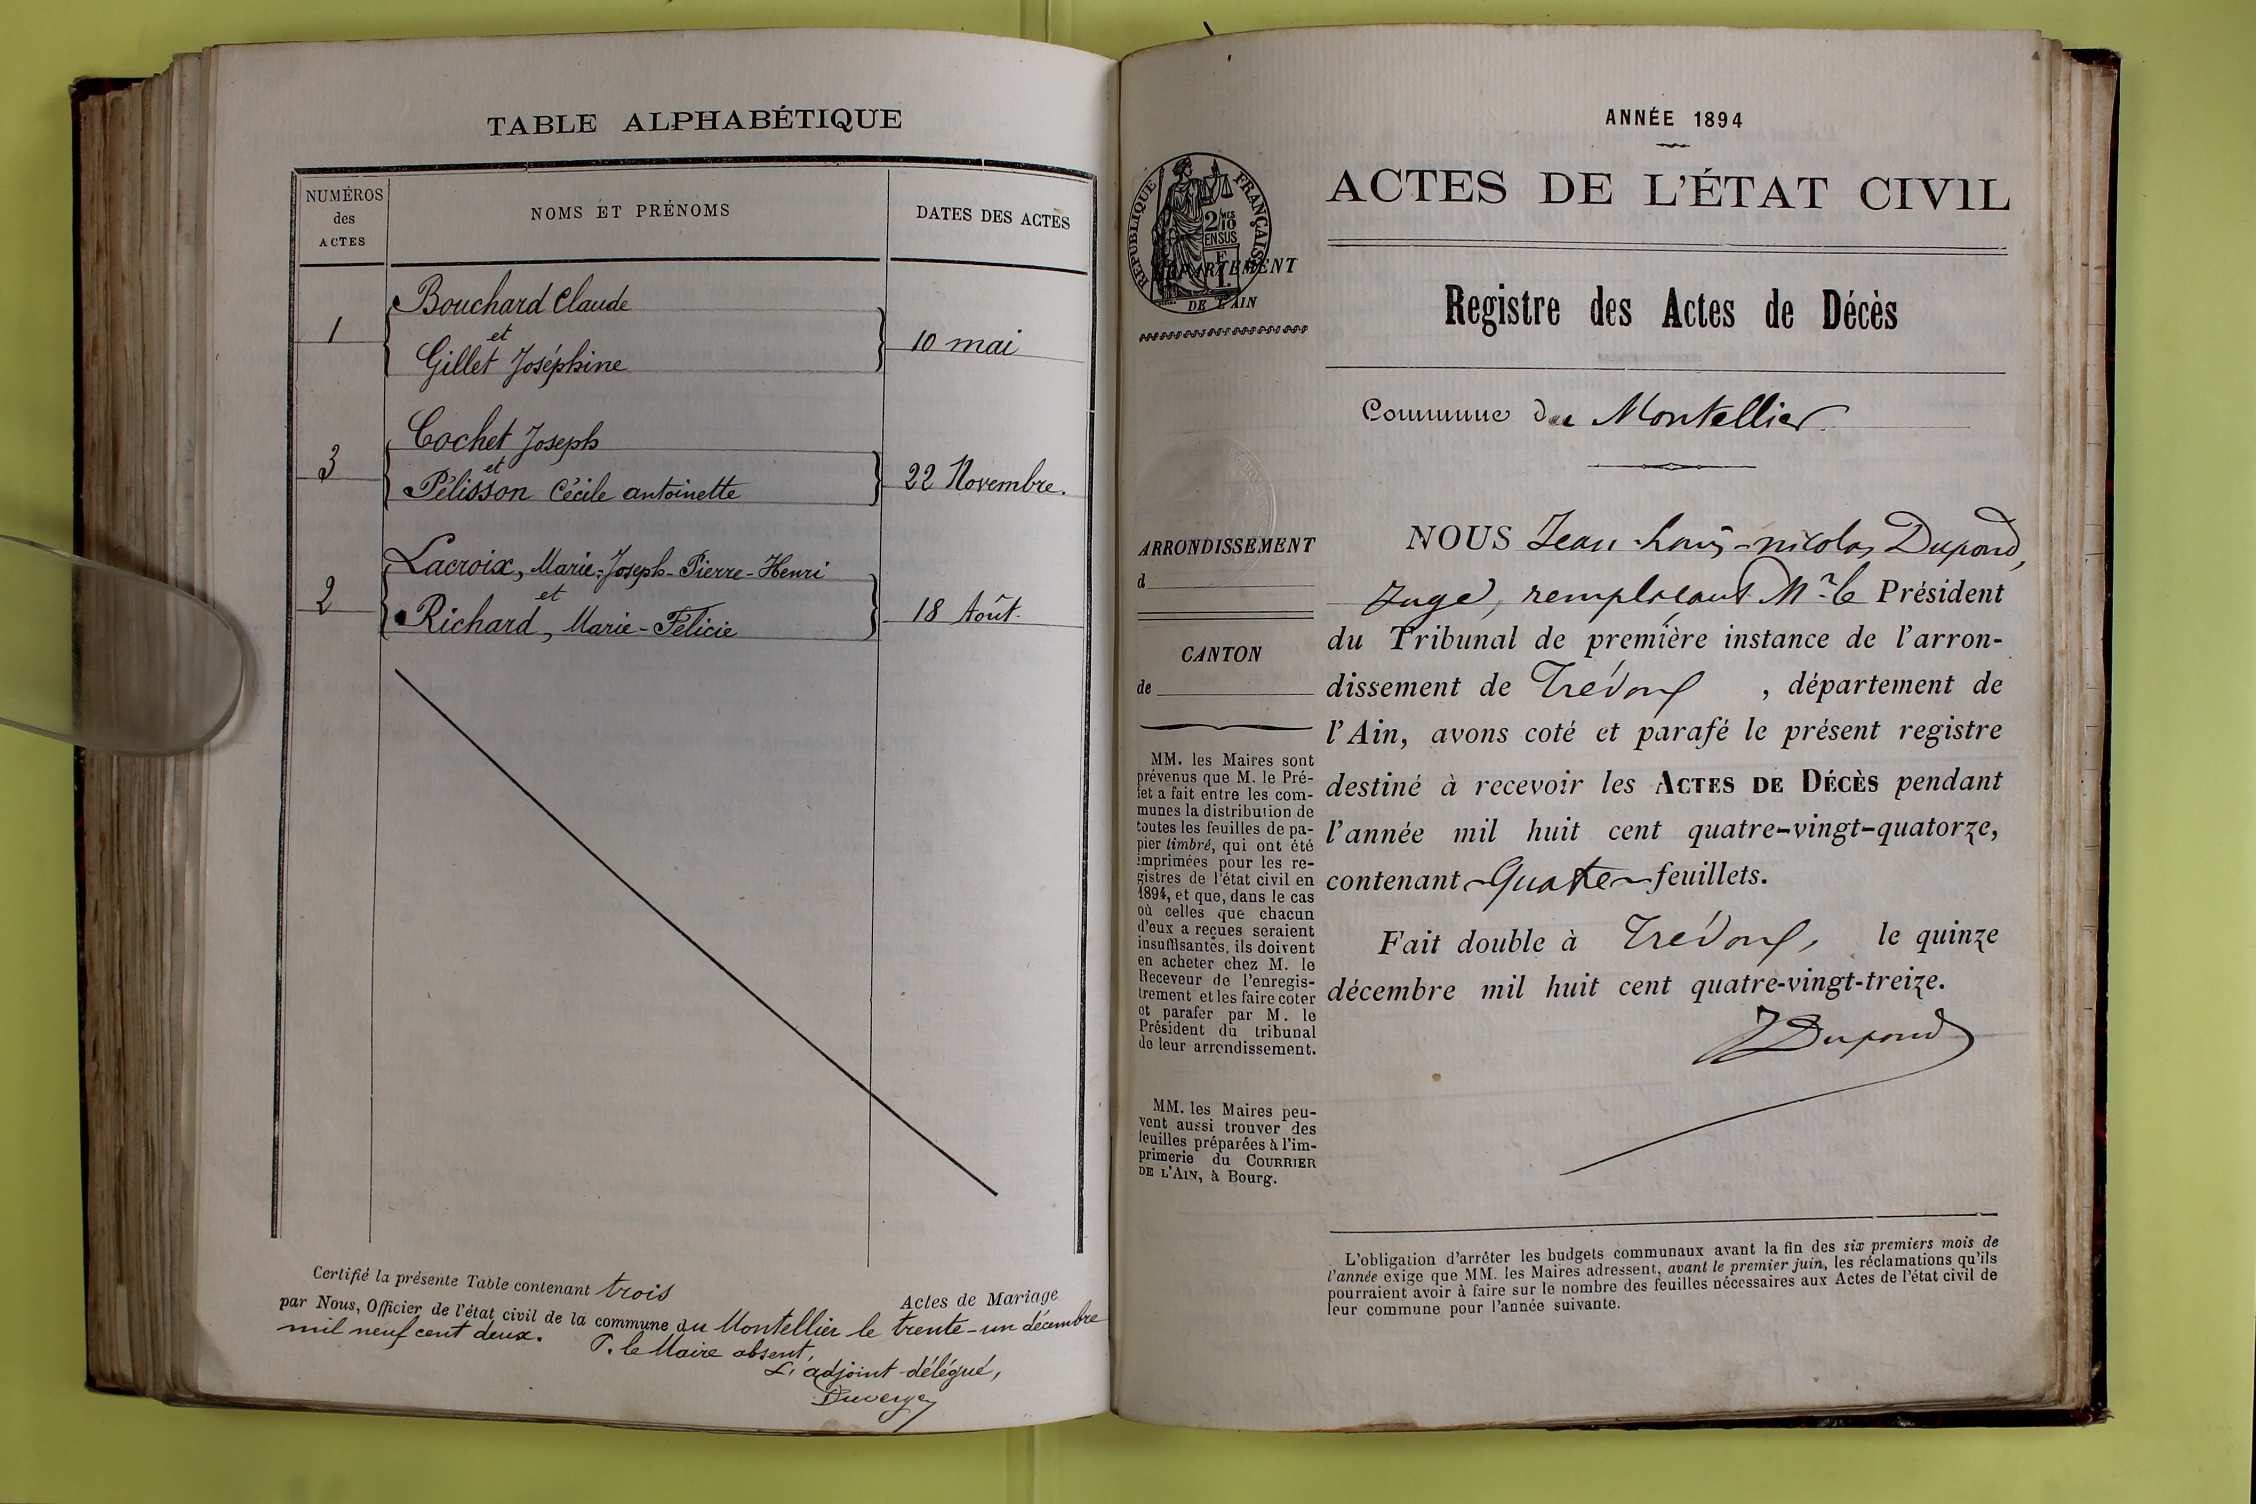 TABLE ALPHABÉTIQUE
NUMÉROS
des
ACTES
NOMS ET PRÉNOMS
DATES DES ACTES
Bouchard Claude
1
et
10 mai
Gillet Joséphine
Cochet Joseph
3
et
22 Novembre.
Pélisson Cécile antoinette
Lacroix, Marie-Joseph-Pierre-Henri
2
et
18 Août.
Richard, Marie-Félicie
Certifié la présente Table contenant trois Actes de Mariage
par Nous, Officier de l'état civil de la commune du Montellier le trente-un décembre
mil neuf cent deux. P. le Maire absent,
L'adjoint délégué,
Duverger
ANNÉE 1894
ACTES DE L'ÉTAT CIVIL
RÉPUBLIQUE FRANÇAISE
2/10 MES
EN SUS
F
1.
DÉPARTEMENT
DE L'AIN
Registre des Actes de Décès
Commune du Montellier
ARRONDISSEMENT
d
CANTON
de
MM. les Maires sont
prévenus que M. le Pré-
fet a fait entre les com-
munes la distribution de
toutes les feuilles de pa-
pier timbré, qui ont été
imprimées pour les re-
gistres de l'état civil en
1894, et que, dans le cas
où celles que chacun
d'eux a reçues seraient
insuffisantes, ils doivent
en acheter chez M. le
Receveur de l'enregis-
trement et les faire coter
et parafer par M. le
Président du tribunal
de leur arrondissement.
MM. les Maires peu-
vent aussi trouver des
feuilles préparées à l'im-
primerie du COURRIER
DE L'AIN, à Bourg.
NOUS Jean-Louis-nicolas Dupond,
Juge, remplaçant Mr le Président
du Tribunal de première instance de l'arron-
dissement de Trévoux, département de
l'Ain, avons coté et parafé le présent registre
destiné à recevoir les ACTES DE DÉCÈS pendant
l'année mil huit cent quatre-vingt-quatorze,
contenant Quatre feuillets.
Fait double à Trévoux, le quinze
décembre mil huit cent quatre-vingt-treize.
JDupond
L'obligation d'arrêter les budgets communaux avant la fin des six premiers mois de
l'année exige que MM. les Maires adressent, avant le premier juin, les réclamations qu'ils
pourraient avoir à faire sur le nombre des feuilles nécessaires aux Actes de l'état civil de
leur commune pour l'année suivante.